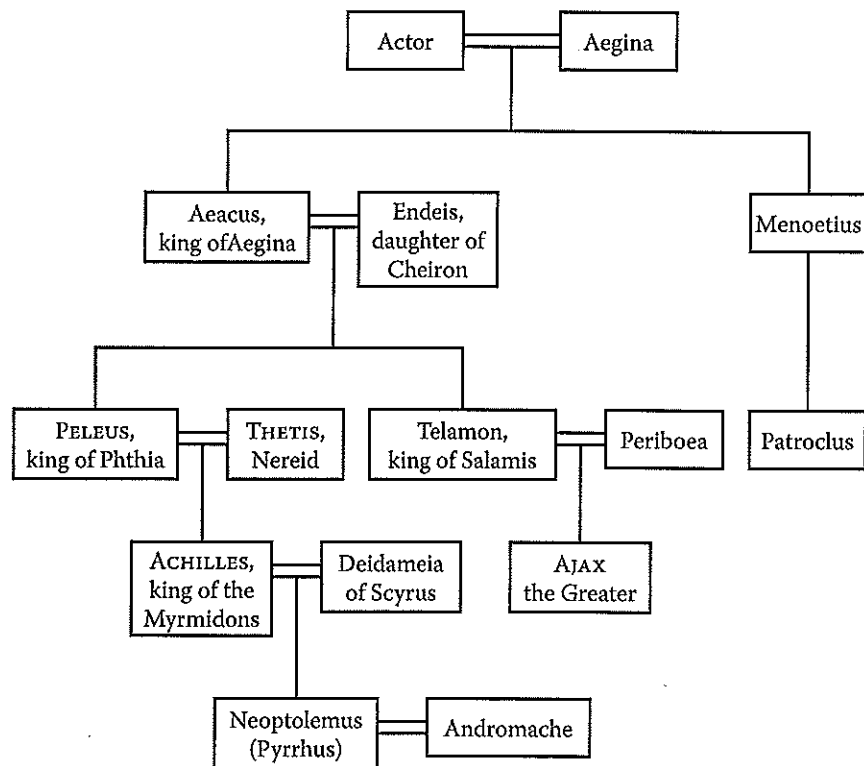 Actor
Aegina
Aeacus,
king ofAegina
Endeis,
daughter of
Cheiron
Menoetius
PELEUS,
king of Phthia
THETIS,
Nereid
Telamon,
king of Salamis
Periboea
Patroclus
ACHILLES,
king of the
Myrmidons
Deidameia
of Scyrus
AJAX
the Greater
Neoptolemus
(Pyrrhus)
Andromache